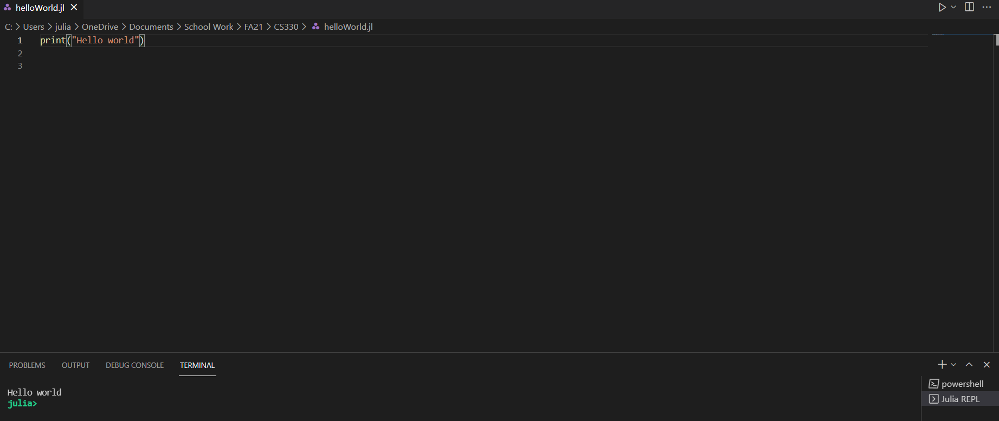 helloWorld.jl
C: > Users > julia > OneDrive > Documents > School Work > FA21 > CS330 > helloWorld.jl
1 print("Hello world")
2
3
PROBLEMS OUTPUT DEBUG CONSOLE TERMINAL
Hello world
julia>
powershell
Julia REPL